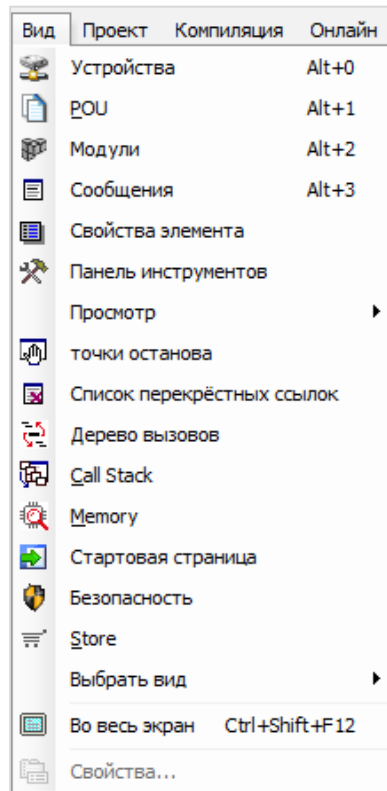 Вид Проект Компиляция Онлайн
Устройства Alt+0
POU Alt+1
Модули Alt+2
Сообщения Alt+3
Свойства элемента
Панель инструментов
Просмотр
точки останова
Список перекрёстных ссылок
Дерево вызовов
Call Stack
Memory
Стартовая страница
Безопасность
Store
Выбрать вид
Во весь экран Ctrl+Shift+F12
Свойства...